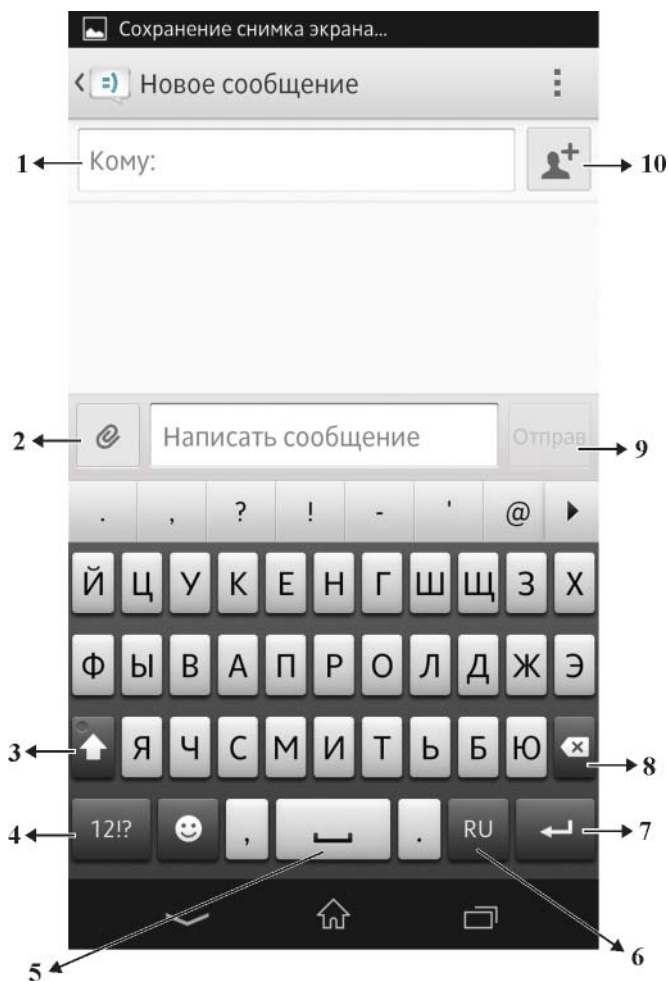 Сохранение снимка экрана...
Новое сообщение
1 Кому: 10
2 Написать сообщение Отправ 9
. , ? ! - ' @
Й Ц У К Е Н Г Ш Щ З Х
Ф Ы В А П Р О Л Д Ж Э
3 Я Ч С М И Т Ь Б Ю 8
4 12!? , . RU 7
5 6